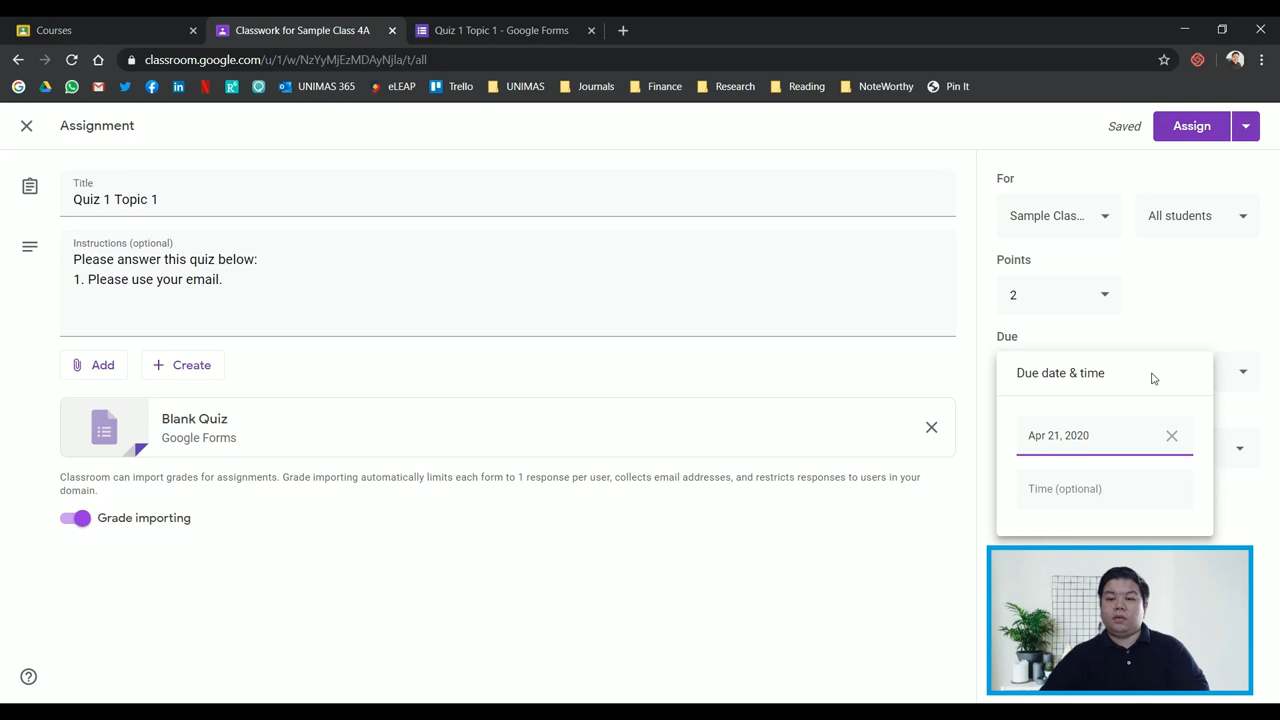 Courses
Classwork for Sample Class 4A
Quiz 1 Topic 1 - Google Forms
classroom.google.com/u/1/w/NzYyMjEzMDAyNjla/t/all
UNIMAS 365
eLEAP
Trello
UNIMAS
Journals
Finance
Research
Reading
NoteWorthy
Pin It
Assignment
Saved
Assign
Title
Quiz 1 Topic 1
Instructions (optional)
Please answer this quiz below:
1. Please use your email.
Add
Create
Blank Quiz
Google Forms
Classroom can import grades for assignments. Grade importing automatically limits each form to 1 response per user, collects email addresses, and restricts responses to users in your
domain.
Grade importing
For
Sample Clas...
All students
Points
2
Due
Due date & time
Apr 21, 2020
Time (optional)